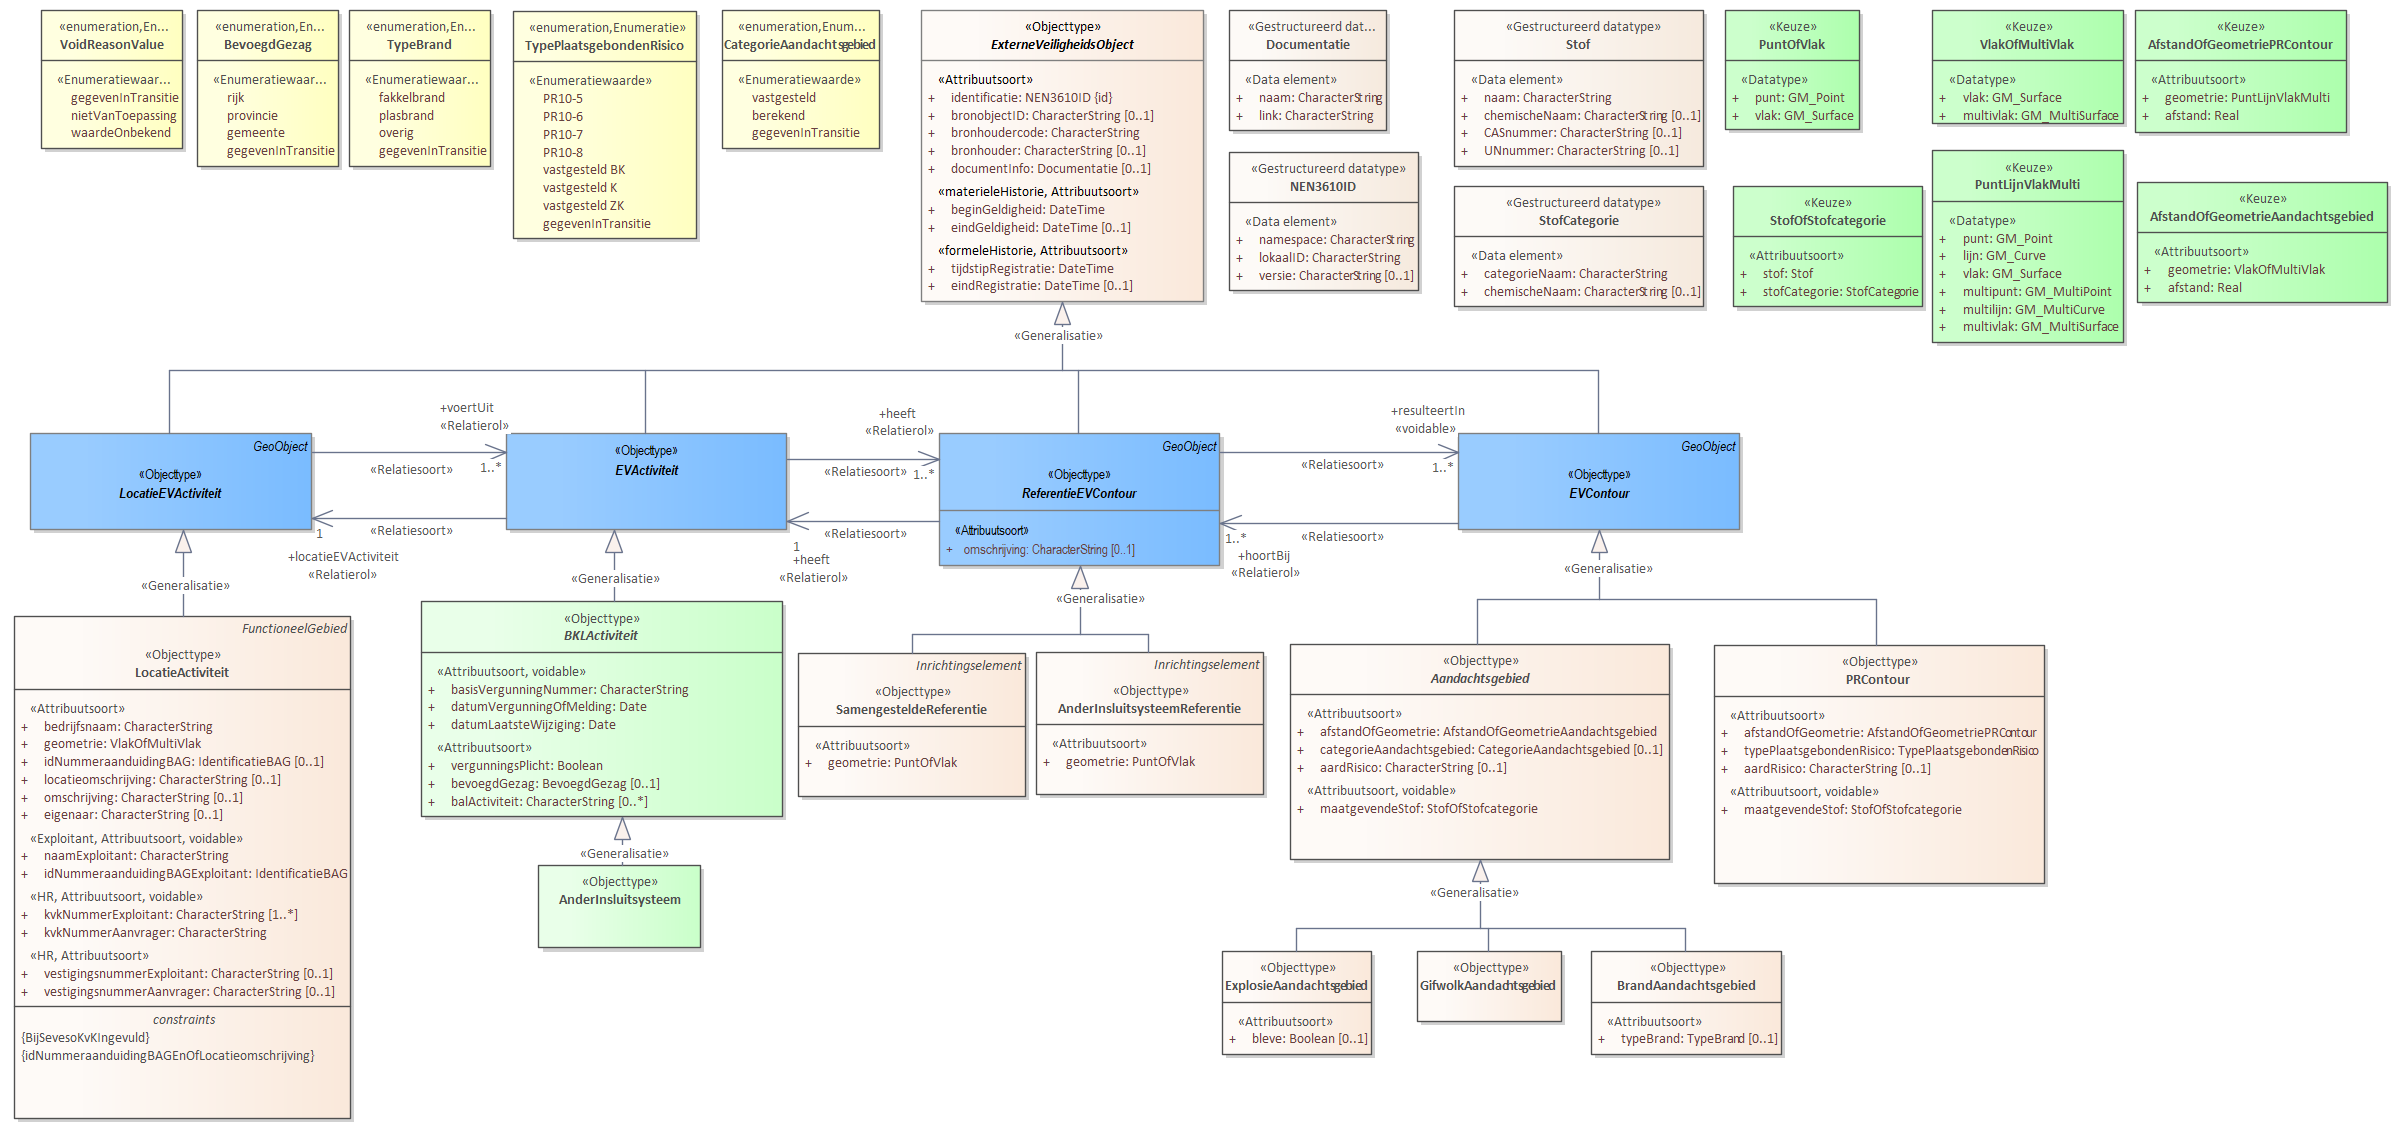 «enumeration,En...
VoidReasonValue
«Enumeratiewaar...
gegevenInTransitie
nietVanToepassing
waardeOnbekend
«enumeration,En...
BevoegdGezag
«Enumeratiewaar...
rijk
provincie
gemeente
gegevenInTransitie
«enumeration,En...
TypeBrand
«Enumeratiewaar...
fakkelbrand
plasbrand
overig
gegevenInTransitie
«enumeration,Enumeratie»
TypePlaatsgebondenRisico
«Enumeratiewaarde»
PR10-5
PR10-6
PR10-7
PR10-8
vastgesteld BK
vastgesteld K
vastgesteld ZK
gegevenInTransitie
«enumeration,Enum...
CategorieAandachtsgebied
«Enumeratiewaarde»
vastgesteld
berekend
gegevenInTransitie
«Objecttype»
ExterneVeiligheidsObject
«Attribuutsoort»
+ identificatie: NEN3610ID {id}
+ bronobjectID: CharacterString [0..1]
+ bronhoudercode: CharacterString
+ bronhouder: CharacterString [0..1]
+ documentInfo: Documentatie [0..1]
«materieleHistorie, Attribuutsoort»
+ beginGeldigheid: DateTime
+ eindGeldigheid: DateTime [0..1]
«formeleHistorie, Attribuutsoort»
+ tijdstipRegistratie: DateTime
+ eindRegistratie: DateTime [0..1]
«Gestructureerd dat...
Documentatie
«Data element»
+ naam: CharacterString
+ link: CharacterString
«Gestructureerd datatype»
NEN3610ID
«Data element»
+ namespace: CharacterString
+ lokaalID: CharacterString
+ versie: CharacterString [0..1]
«Gestructureerd datatype»
Stof
«Data element»
+ naam: CharacterString
+ chemischeNaam: CharacterString [0..1]
+ CASnummer: CharacterString [0..1]
+ UNnummer: CharacterString [0..1]
«Gestructureerd datatype»
StofCategorie
«Data element»
+ categorieNaam: CharacterString
+ chemischeNaam: CharacterString [0..1]
«Keuze»
PuntOfVlak
«Datatype»
+ punt: GM_Point
+ vlak: GM_Surface
«Keuze»
StofOfStofcategorie
«Attribuutsoort»
+ stof: Stof
+ stofCategorie: StofCategorie
«Keuze»
VlakOfMultiVlak
«Datatype»
+ vlak: GM_Surface
+ multivlak: GM_MultiSurface
«Keuze»
PuntLijnVlakMulti
«Datatype»
+ punt: GM_Point
+ lijn: GM_Curve
+ vlak: GM_Surface
+ multipunt: GM_MultiPoint
+ multilijn: GM_MultiCurve
+ multivlak: GM_MultiSurface
«Keuze»
AfstandOfGeometriePRContour
«Attribuutsoort»
+ geometrie: PuntLijnVlakMulti
+ afstand: Real
«Keuze»
AfstandOfGeometrieAandachtsgebied
«Attribuutsoort»
+ geometrie: VlakOfMultiVlak
+ afstand: Real
«Generalisatie»
GeoObject
«Objecttype»
LocatieEVActiviteit
+voertUit
«Relatierol»
1..*
«Relatiesoort»
«Relatiesoort»
1
+locatieEVActiviteit
«Relatierol»
«Objecttype»
EVActiviteit
+heeft
«Relatierol»
«Relatiesoort»
1..*
«Relatiesoort»
1
+heeft
«Relatierol»
GeoObject
«Objecttype»
ReferentieEVContour
«Attribuutsoort»
+ omschrijving: CharacterString [0..1]
+resulteertIn
«voidable»
«Relatiesoort»
1..*
«Relatiesoort»
1..*
+hoortBij
«Relatierol»
GeoObject
«Objecttype»
EVContour
«Generalisatie»
«Generalisatie»
«Generalisatie»
«Generalisatie»
FunctioneelGebied
«Objecttype»
LocatieActiviteit
«Attribuutsoort»
+ bedrijfsnaam: CharacterString
+ geometrie: VlakOfMultiVlak
+ idNummeraanduidingBAG: IdentificatieBAG [0..1]
+ locatieomschrijving: CharacterString [0..1]
+ omschrijving: CharacterString [0..1]
+ eigenaar: CharacterString [0..1]
«Exploitant, Attribuutsoort, voidable»
+ naamExploitant: CharacterString
+ idNummeraanduidingBAGExploitant: IdentificatieBAG
«HR, Attribuutsoort, voidable»
+ kvkNummerExploitant: CharacterString [1..*]
+ kvkNummerAanvrager: CharacterString
«HR, Attribuutsoort»
+ vestigingsnummerExploitant: CharacterString [0..1]
+ vestigingsnummerAanvrager: CharacterString [0..1]
constraints
{BijSevesoKvKIngevuld}
{idNummeraanduidingBAGEnOfLocatieomschrijving}
«Objecttype»
BKLActiviteit
«Attribuutsoort, voidable»
+ basisVergunningNummer: CharacterString
+ datumVergunningOfMelding: Date
+ datumLaatsteWijziging: Date
«Attribuutsoort»
+ vergunningsPlicht: Boolean
+ bevoegdGezag: BevoegdGezag [0..1]
+ balActiviteit: CharacterString [0..*]
«Generalisatie»
«Objecttype»
AnderInsluitsysteem
Inrichtingselement
«Objecttype»
SamengesteldeReferentie
«Attribuutsoort»
+ geometrie: PuntOfVlak
Inrichtingselement
«Objecttype»
AnderInsluitsysteemReferentie
«Attribuutsoort»
+ geometrie: PuntOfVlak
«Objecttype»
Aandachtsgebied
«Attribuutsoort»
+ afstandOfGeometrie: AfstandOfGeometrieAandachtsgebied
+ categorieAandachtsgebied: CategorieAandachtsgebied [0..1]
+ aardRisico: CharacterString [0..1]
«Attribuutsoort, voidable»
+ maatgevendeStof: StofOfStofcategorie
«Objecttype»
PRContour
«Attribuutsoort»
+ afstandOfGeometrie: AfstandOfGeometriePRContour
+ typePlaatsgebondenRisico: TypePlaatsgebondenRisico
+ aardRisico: CharacterString [0..1]
«Attribuutsoort, voidable»
+ maatgevendeStof: StofOfStofcategorie
«Generalisatie»
«Objecttype»
ExplosieAandachtsgebied
«Attribuutsoort»
+ bleve: Boolean [0..1]
«Objecttype»
GifwolkAandachtsgebied
«Objecttype»
BrandAandachtsgebied
«Attribuutsoort»
+ typeBrand: TypeBrand [0..1]